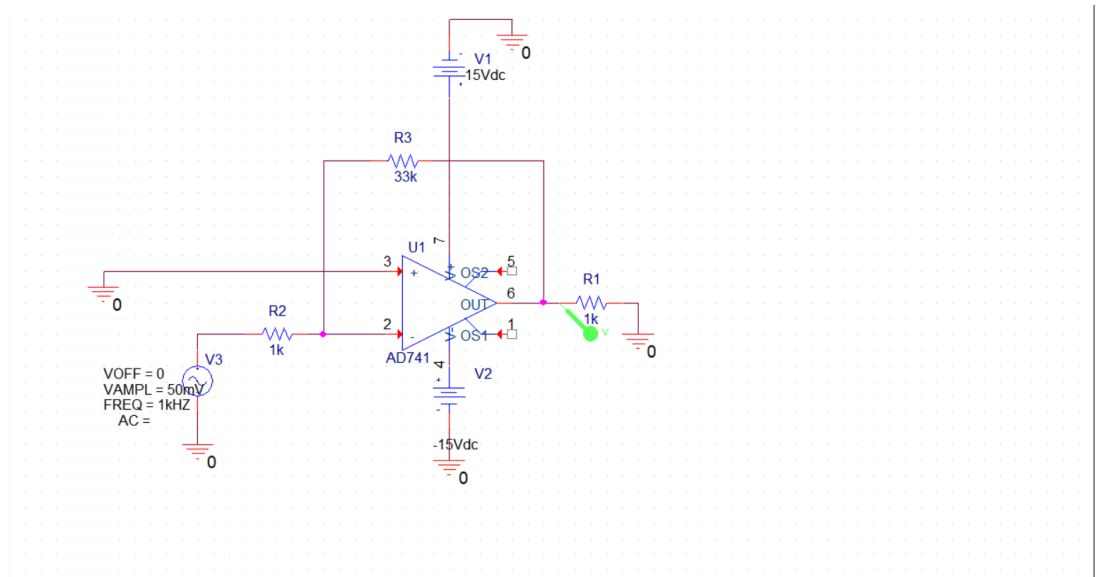 0
V1
15Vdc
R3
33k
U1
7
3
+
V+
OS2
5
0
R2
1k
OUT
6
R1
1k
V
0
2
-
V-
OS1
1
AD741
4
V2
V3
VOFF = 0
VAMPL = 50mV
FREQ = 1kHZ
AC =
0
-15Vdc
0